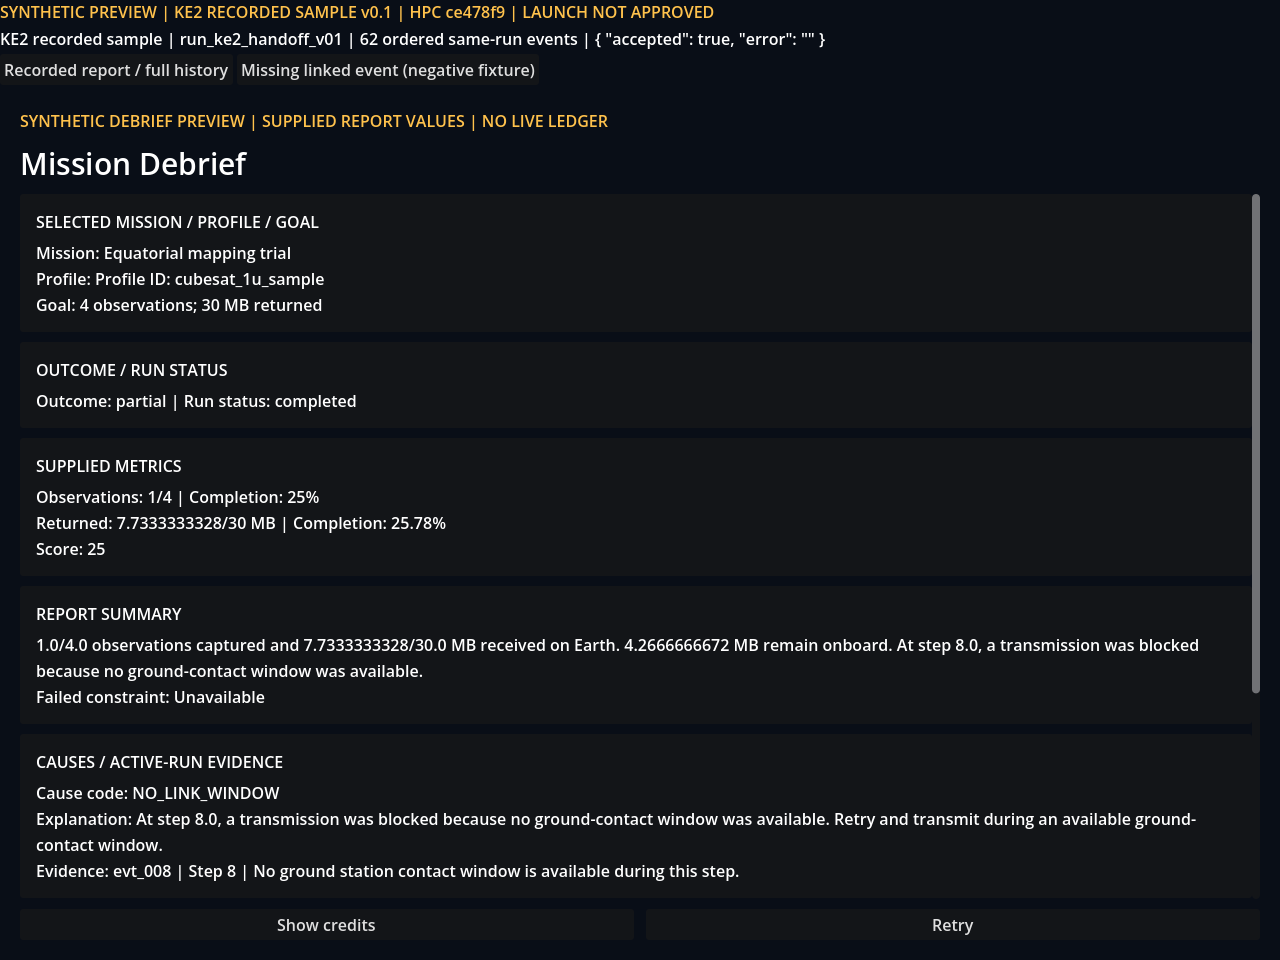 SYNTHETIC PREVIEW | KE2 RECORDED SAMPLE v0.1 | HPC ce478f9 | LAUNCH NOT APPROVED
KE2 recorded sample | run_ke2_handoff_v01 | 62 ordered same-run events | { "accepted": true, "error": "" }
Recorded report / full history
Missing linked event (negative fixture)
SYNTHETIC DEBRIEF PREVIEW | SUPPLIED REPORT VALUES | NO LIVE LEDGER
Mission Debrief
SELECTED MISSION / PROFILE / GOAL
Mission: Equatorial mapping trial
Profile: Profile ID: cubesat_1u_sample
Goal: 4 observations; 30 MB returned
OUTCOME / RUN STATUS
Outcome: partial | Run status: completed
SUPPLIED METRICS
Observations: 1/4 | Completion: 25%
Returned: 7.7333333328/30 MB | Completion: 25.78%
Score: 25
REPORT SUMMARY
1.0/4.0 observations captured and 7.7333333328/30.0 MB received on Earth. 4.2666666672 MB remain onboard. At step 8.0, a transmission was blocked
because no ground-contact window was available.
Failed constraint: Unavailable
CAUSES / ACTIVE-RUN EVIDENCE
Cause code: NO_LINK_WINDOW
Explanation: At step 8.0, a transmission was blocked because no ground-contact window was available. Retry and transmit during an available ground-
contact window.
Evidence: evt_008 | Step 8 | No ground station contact window is available during this step.
Show credits
Retry